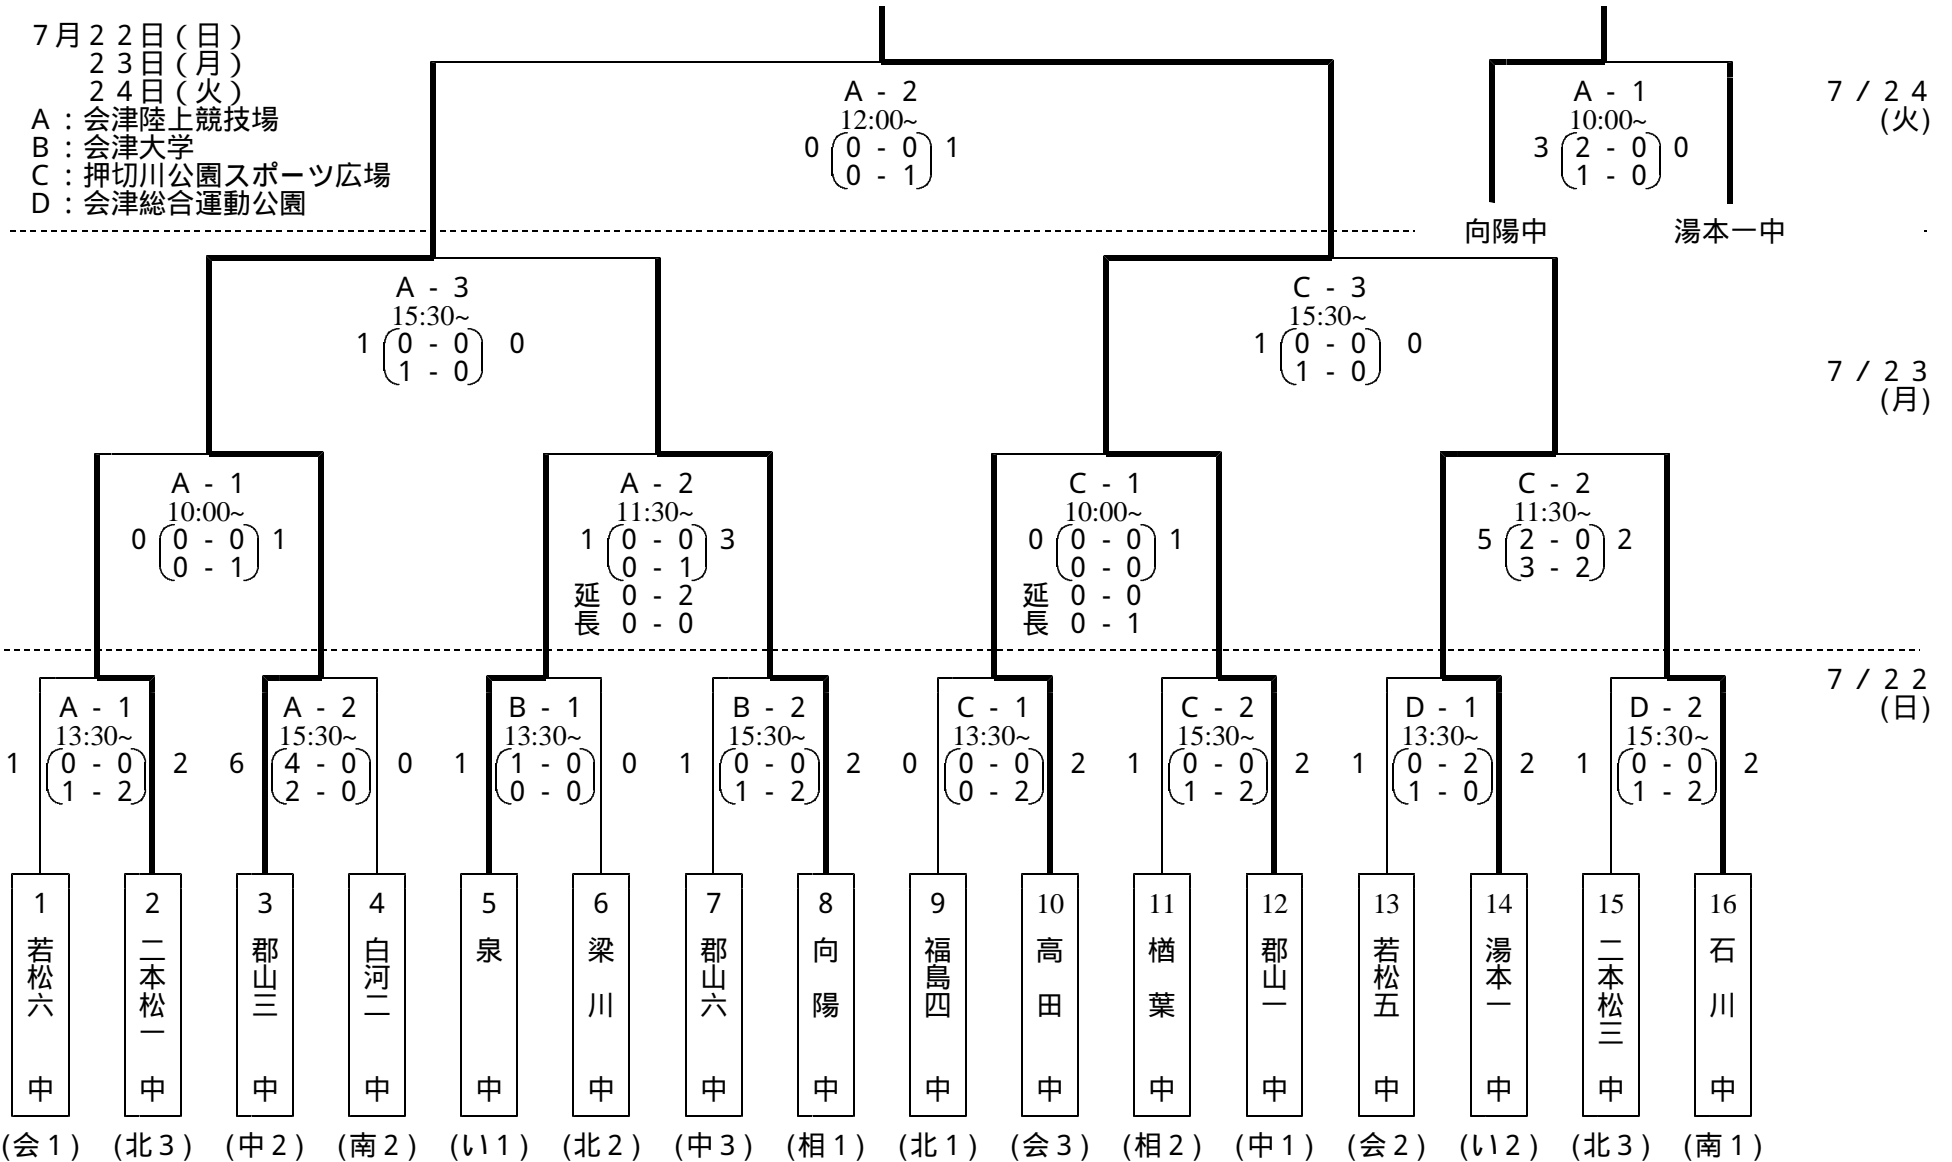 7月22日(日)
23日(月)
24日(火)
A:会津陸上競技場
B:会津大学
C:押切川公園スポーツ広場
D:会津総合運動公園
A - 2
12:00~
0 0 - 0 1
0 - 1
A - 1
10:00~
3 2 - 0 0
1 - 0
向陽中 湯本一中
7/24
(火)
A - 3
15:30~
1 0 - 0 0
1 - 0
C - 3
15:30~
1 0 - 0 0
1 - 0
7/23
(月)
A - 1
10:00~
0 0 - 0 1
0 - 1
A - 2
11:30~
1 0 - 0 3
0 - 1
延長 0 - 2
0 - 0
C - 1
10:00~
0 0 - 0 1
0 - 0
延長 0 - 0
0 - 1
C - 2
11:30~
5 2 - 0 2
3 - 2
7/22
(日)
A - 1
13:30~
1 0 - 0 2
1 - 2
A - 2
15:30~
6 4 - 0 0
2 - 0
B - 1
13:30~
1 1 - 0 0
0 - 0
B - 2
15:30~
1 0 - 0 2
1 - 2
C - 1
13:30~
0 0 - 0 2
0 - 2
C - 2
15:30~
1 0 - 0 2
1 - 2
D - 1
13:30~
1 0 - 2 2
1 - 0
D - 2
15:30~
1 0 - 0 2
1 - 2
1 若松六中
2 二本松一中
3 郡山三中
4 白河二中
5 泉中
6 梁川中
7 郡山六中
8 向陽中
9 福島四中
10 高田中
11 楢葉中
12 郡山一中
13 若松五中
14 湯本一中
15 二本松三中
16 石川中
(会1) (北3) (中2) (南2) (い1) (北2) (中3) (相1) (北1) (会3) (相2) (中1) (会2) (い2) (北3) (南1)